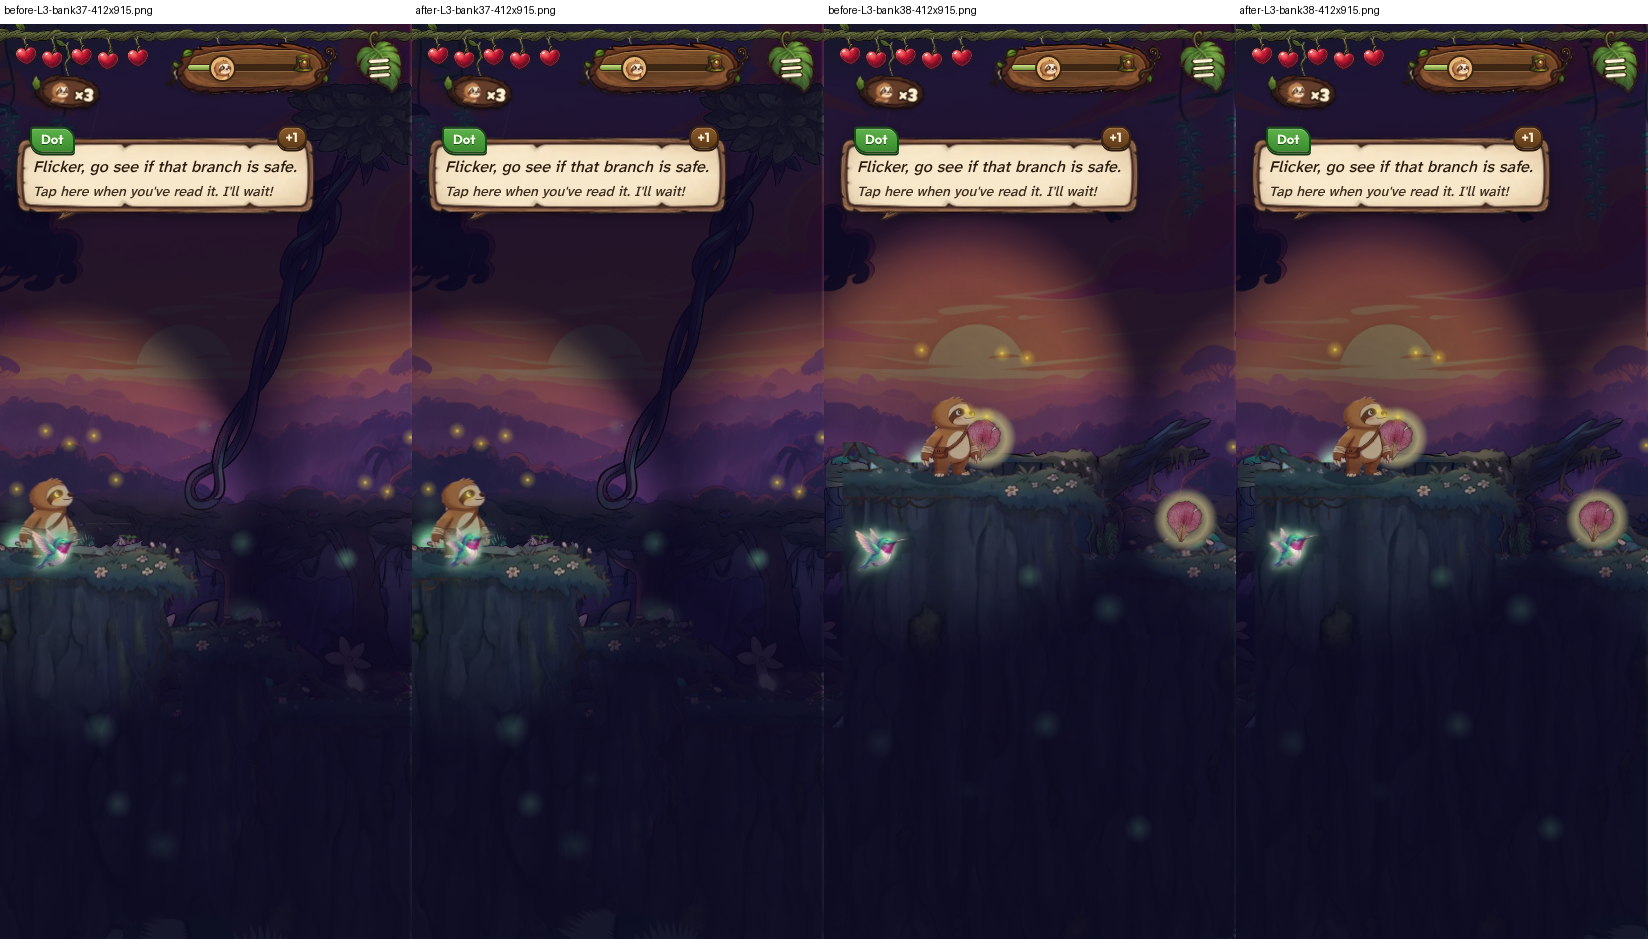 before-L3-bank37-412x915.png
×3
Dot
+1
Flicker, go see if that branch is safe.
Tap here when you've read it. I'll wait!
after-L3-bank37-412x915.png
×3
Dot
+1
Flicker, go see if that branch is safe.
Tap here when you've read it. I'll wait!
before-L3-bank38-412x915.png
×3
Dot
+1
Flicker, go see if that branch is safe.
Tap here when you've read it. I'll wait!
after-L3-bank38-412x915.png
×3
Dot
+1
Flicker, go see if that branch is safe.
Tap here when you've read it. I'll wait!